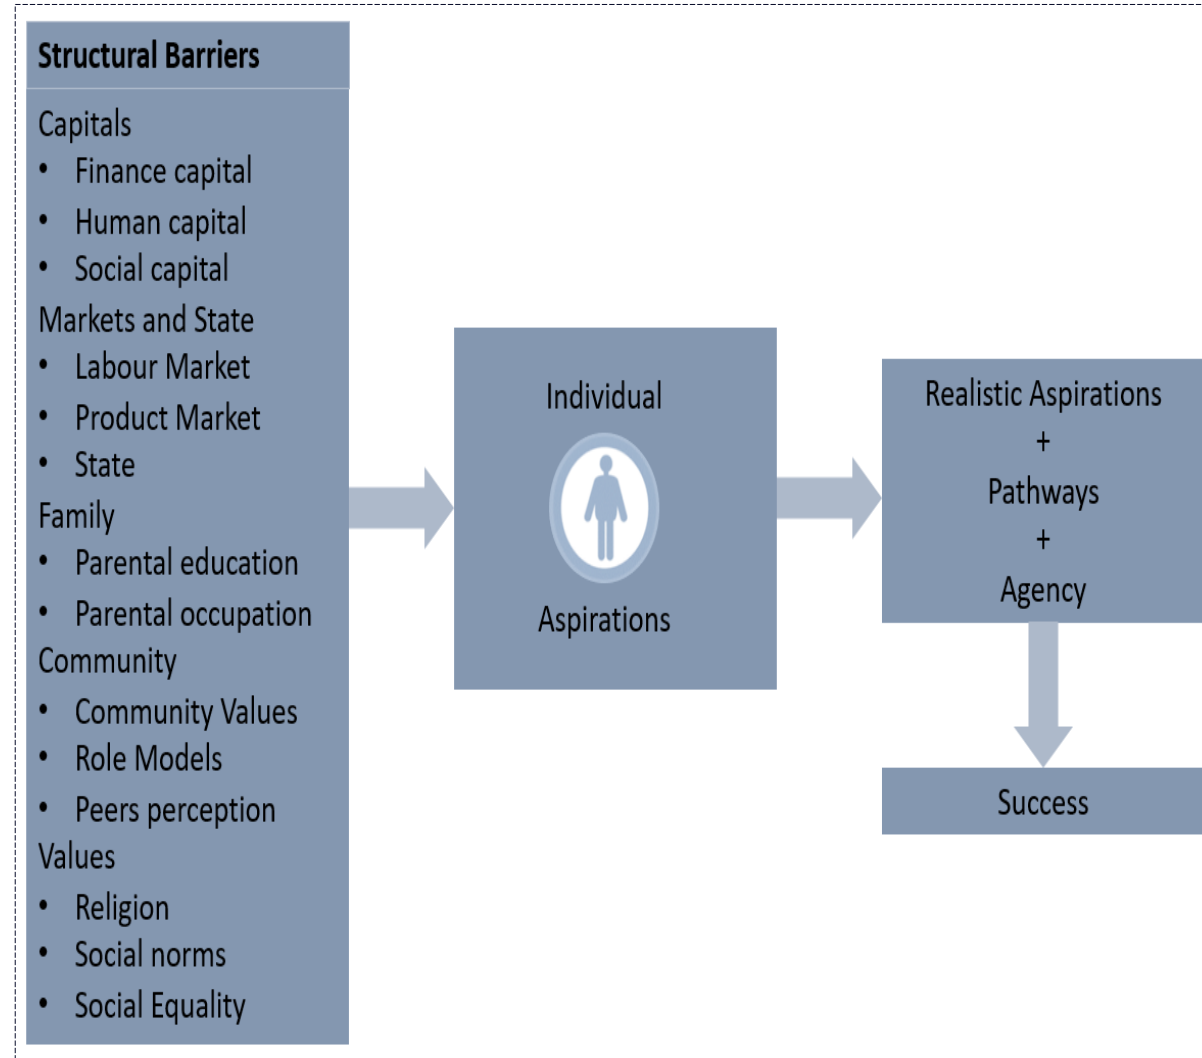 Structural Barriers
Capitals
• Finance capital
• Human capital
• Social capital
Markets and State
• Labour Market
• Product Market
• State
Family
• Parental education
• Parental occupation
Community
• Community Values
• Role Models
• Peers perception
Values
• Religion
• Social norms
• Social Equality
Individual
Aspirations
Realistic Aspirations
+
Pathways
+
Agency
Success